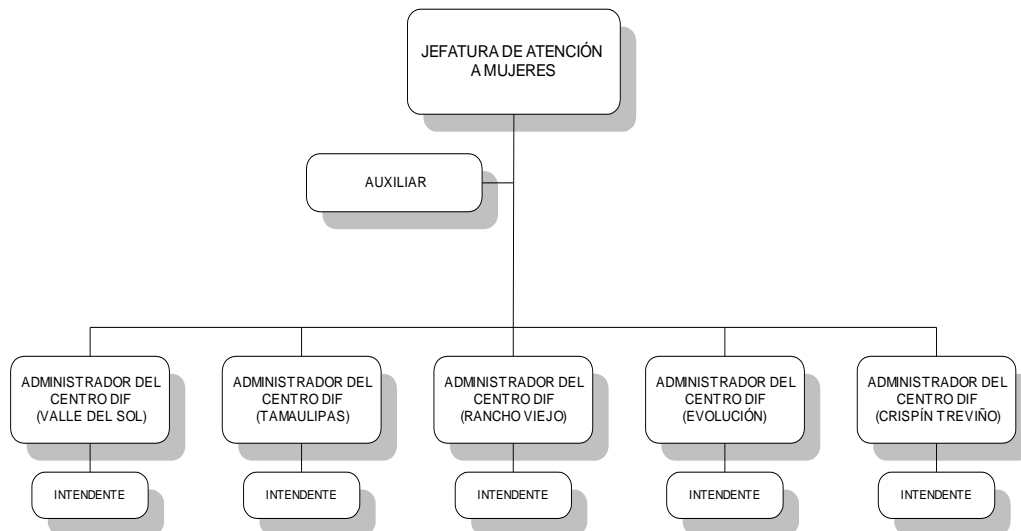 JEFATURA DE ATENCIÓN
A MUJERES
AUXILIAR
ADMINISTRADOR DEL
CENTRO DIF
(VALLE DEL SOL)
ADMINISTRADOR DEL
CENTRO DIF
(TAMAULIPAS)
ADMINISTRADOR DEL
CENTRO DIF
(RANCHO VIEJO)
ADMINISTRADOR DEL
CENTRO DIF
(EVOLUCIÓN)
ADMINISTRADOR DEL
CENTRO DIF
(CRISPÍN TREVIÑO)
INTENDENTE
INTENDENTE
INTENDENTE
INTENDENTE
INTENDENTE